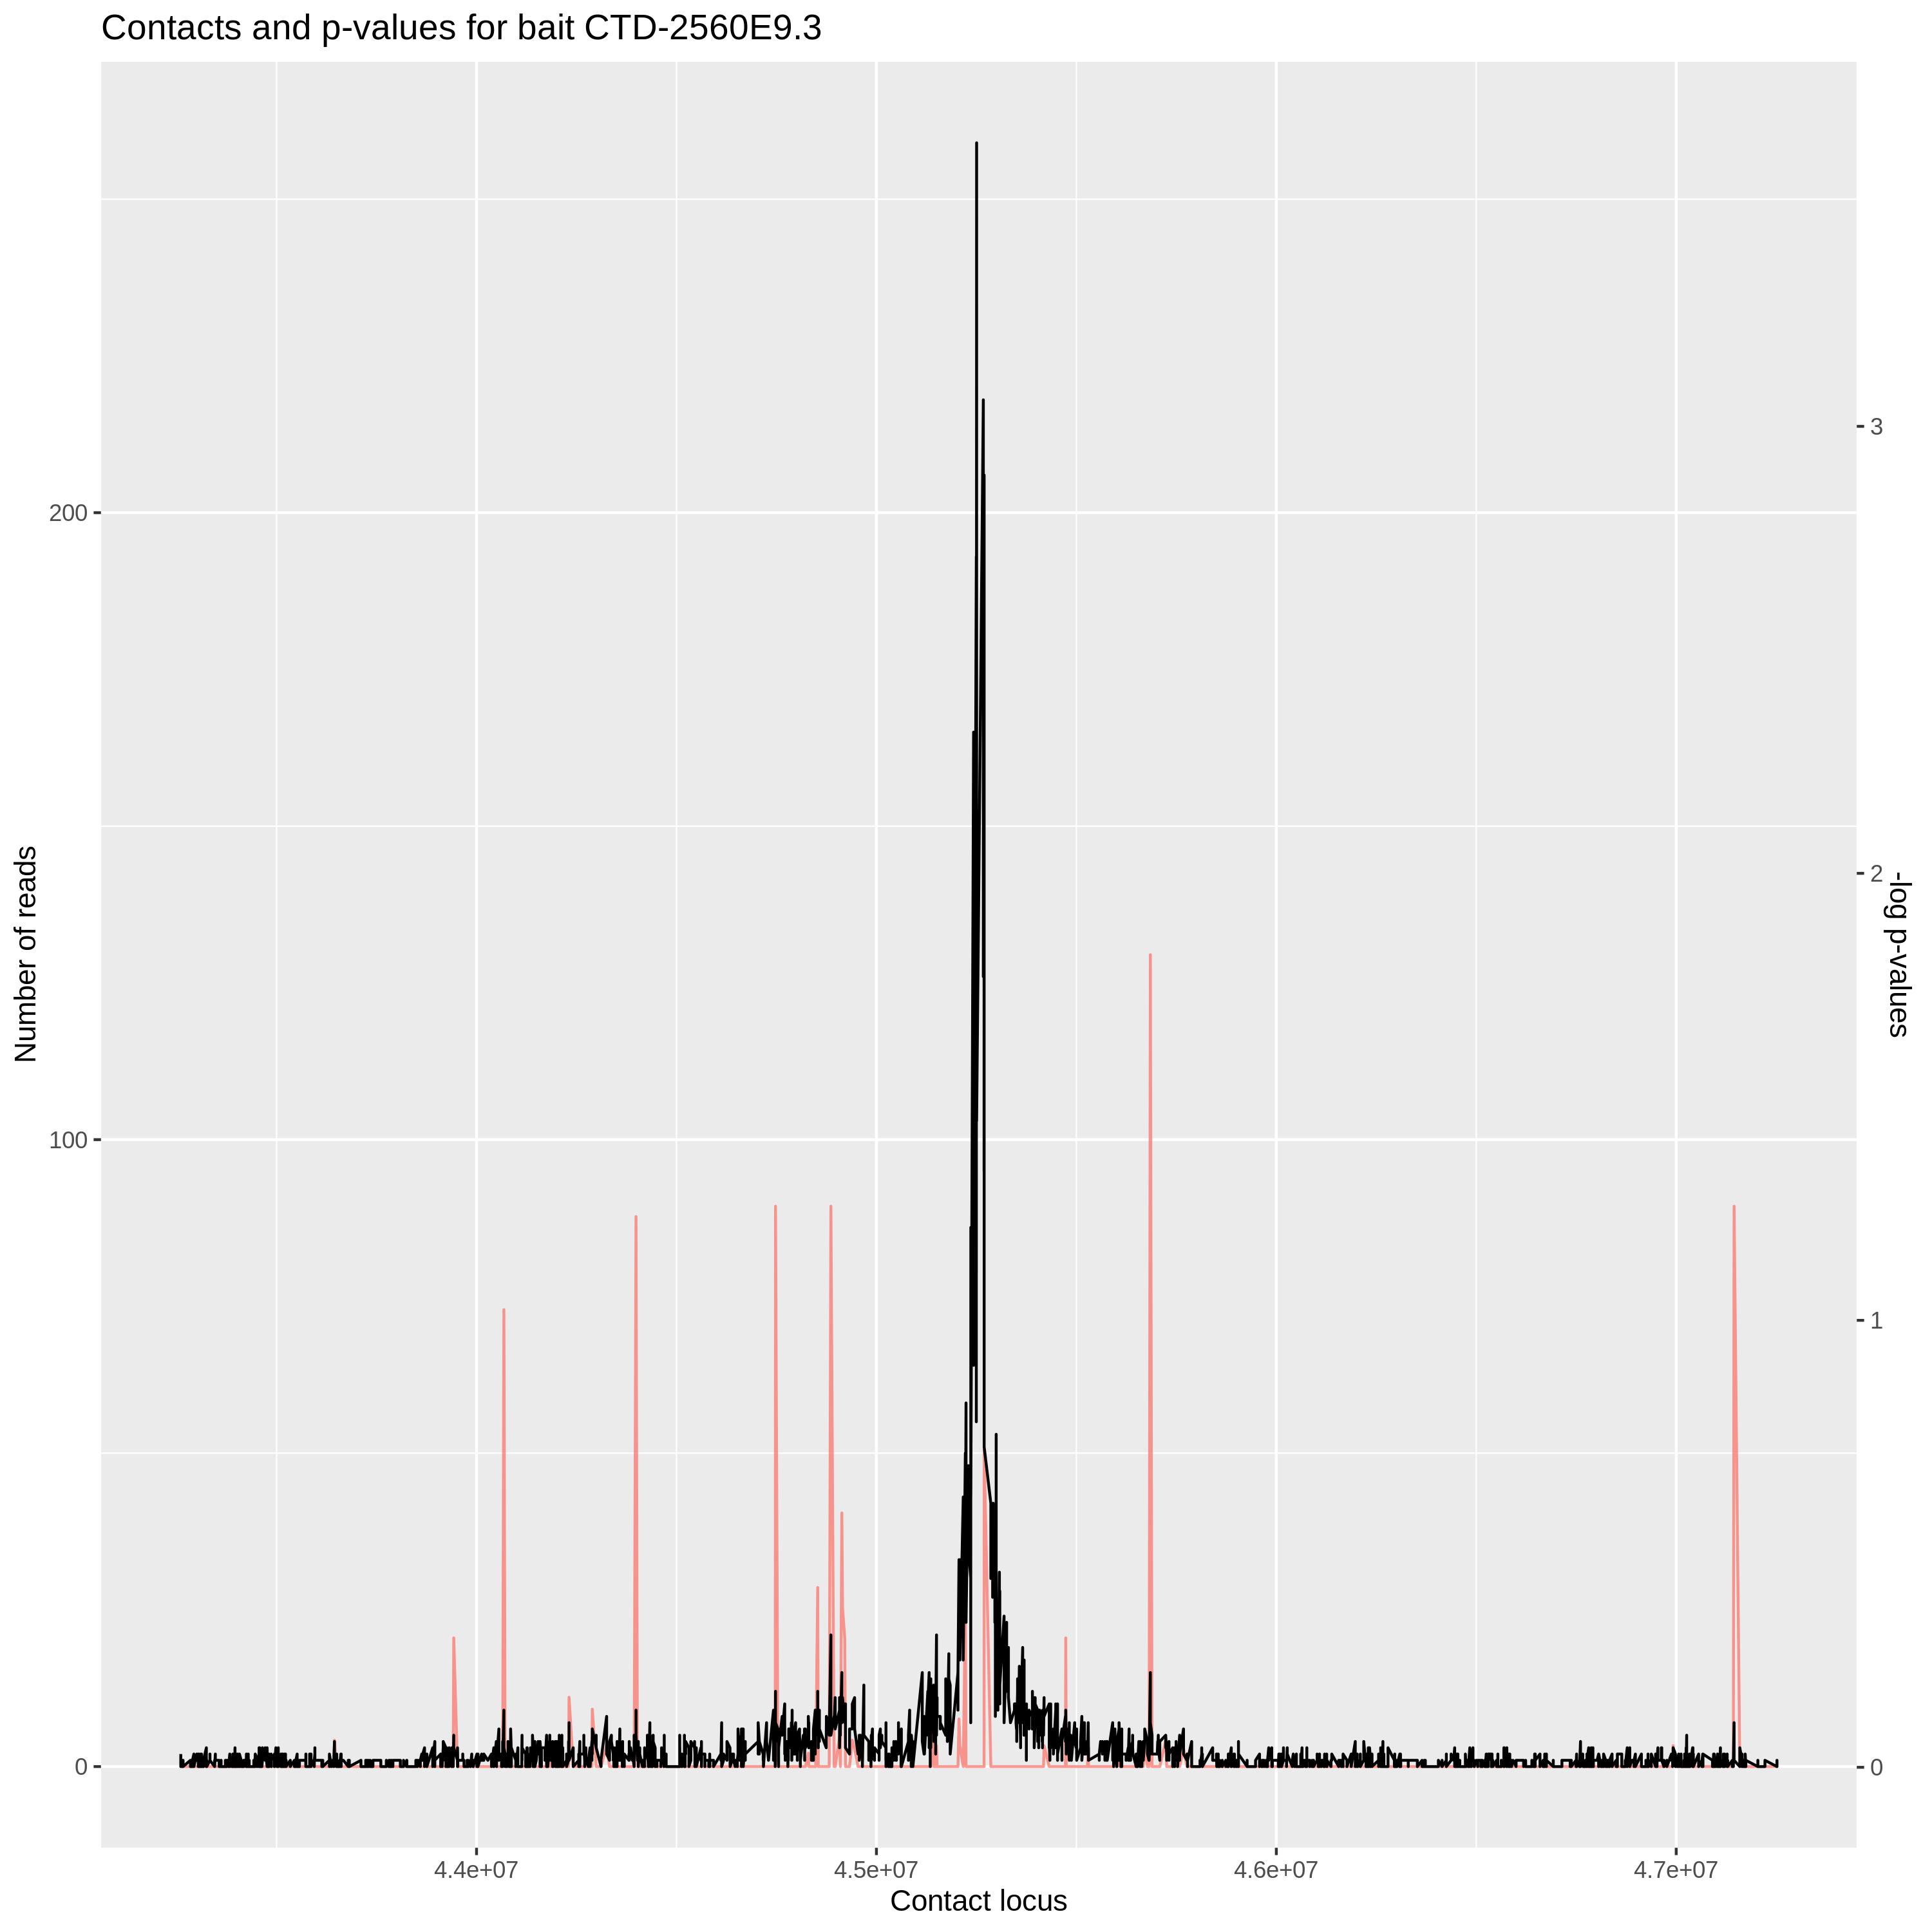 Contacts and p-values for bait CTD-2560E9.3
Number of reads
200
100
0
3
2
1
0
-log p-values
4.4e+07
4.5e+07
4.6e+07
4.7e+07
Contact locus